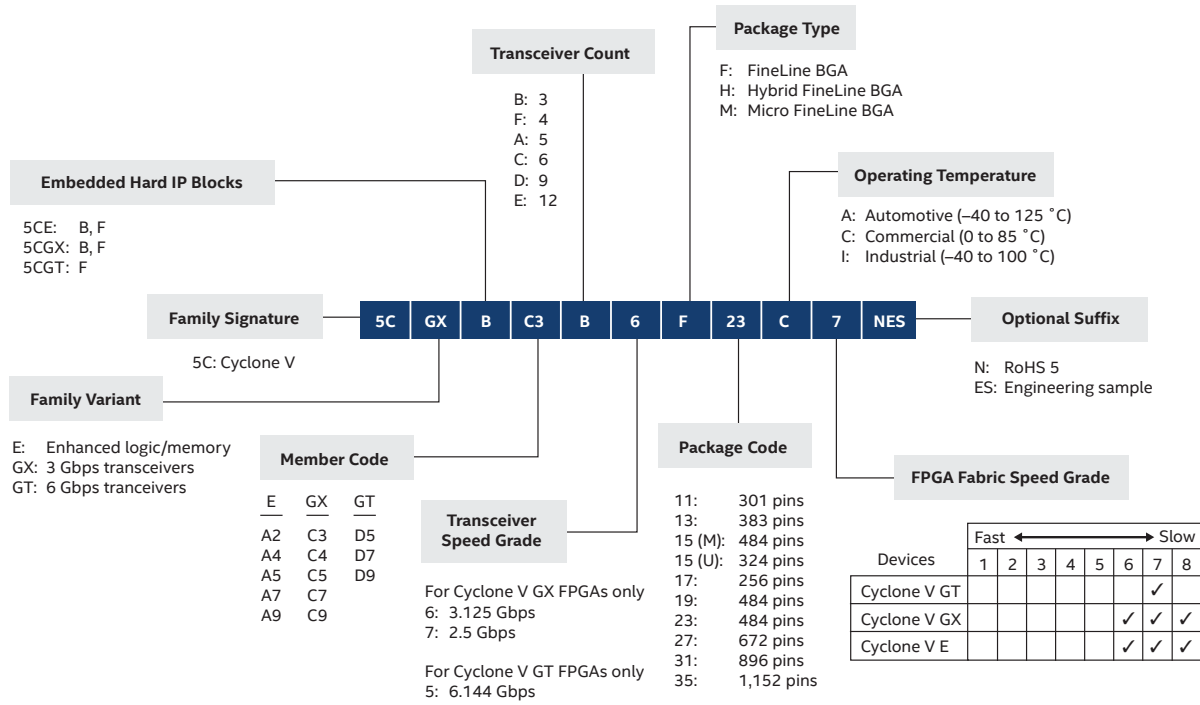 Package Type
F: FineLine BGA
H: Hybrid FineLine BGA
M: Micro FineLine BGA
Transceiver Count
B: 3
F: 4
A: 5
C: 6
D: 9
E: 12
Embedded Hard IP Blocks
5CE: B, F
5CGX: B, F
5CGT: F
Operating Temperature
A: Automotive (–40 to 125 ˚C)
C: Commercial (0 to 85 ˚C)
I: Industrial (–40 to 100 ˚C)
Family Signature
5C: Cyclone V
5C GX B C3 B 6 F 23 C 7 NES
Optional Suffix
N: RoHS 5
ES: Engineering sample
Family Variant
E: Enhanced logic/memory
GX: 3 Gbps transceivers
GT: 6 Gbps tranceivers
Member Code
E GX GT
A2 C3 D5
A4 C4 D7
A5 C5 D9
A7 C7
A9 C9
Transceiver
Speed Grade
For Cyclone V GX FPGAs only
6: 3.125 Gbps
7: 2.5 Gbps
For Cyclone V GT FPGAs only
5: 6.144 Gbps
Package Code
11: 301 pins
13: 383 pins
15 (M): 484 pins
15 (U): 324 pins
17: 256 pins
19: 484 pins
23: 484 pins
27: 672 pins
31: 896 pins
35: 1,152 pins
FPGA Fabric Speed Grade
Fast Slow
Devices 1 2 3 4 5 6 7 8
Cyclone V GT ✓
Cyclone V GX ✓ ✓ ✓
Cyclone V E ✓ ✓ ✓